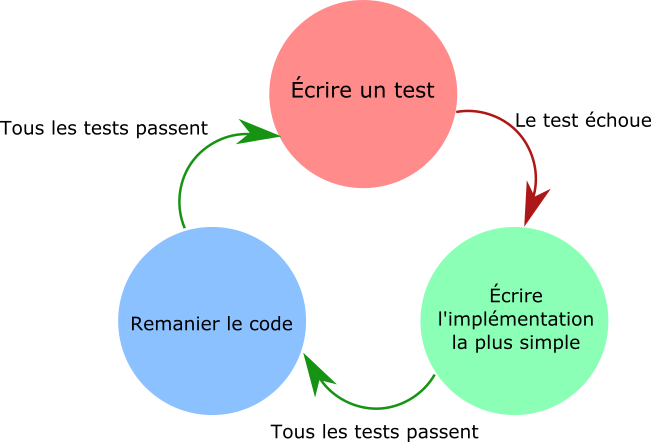 Écrire un test
Le test échoue
Tous les tests passent
Écrire
l'implémentation
la plus simple
Remanier le code
Tous les tests passent